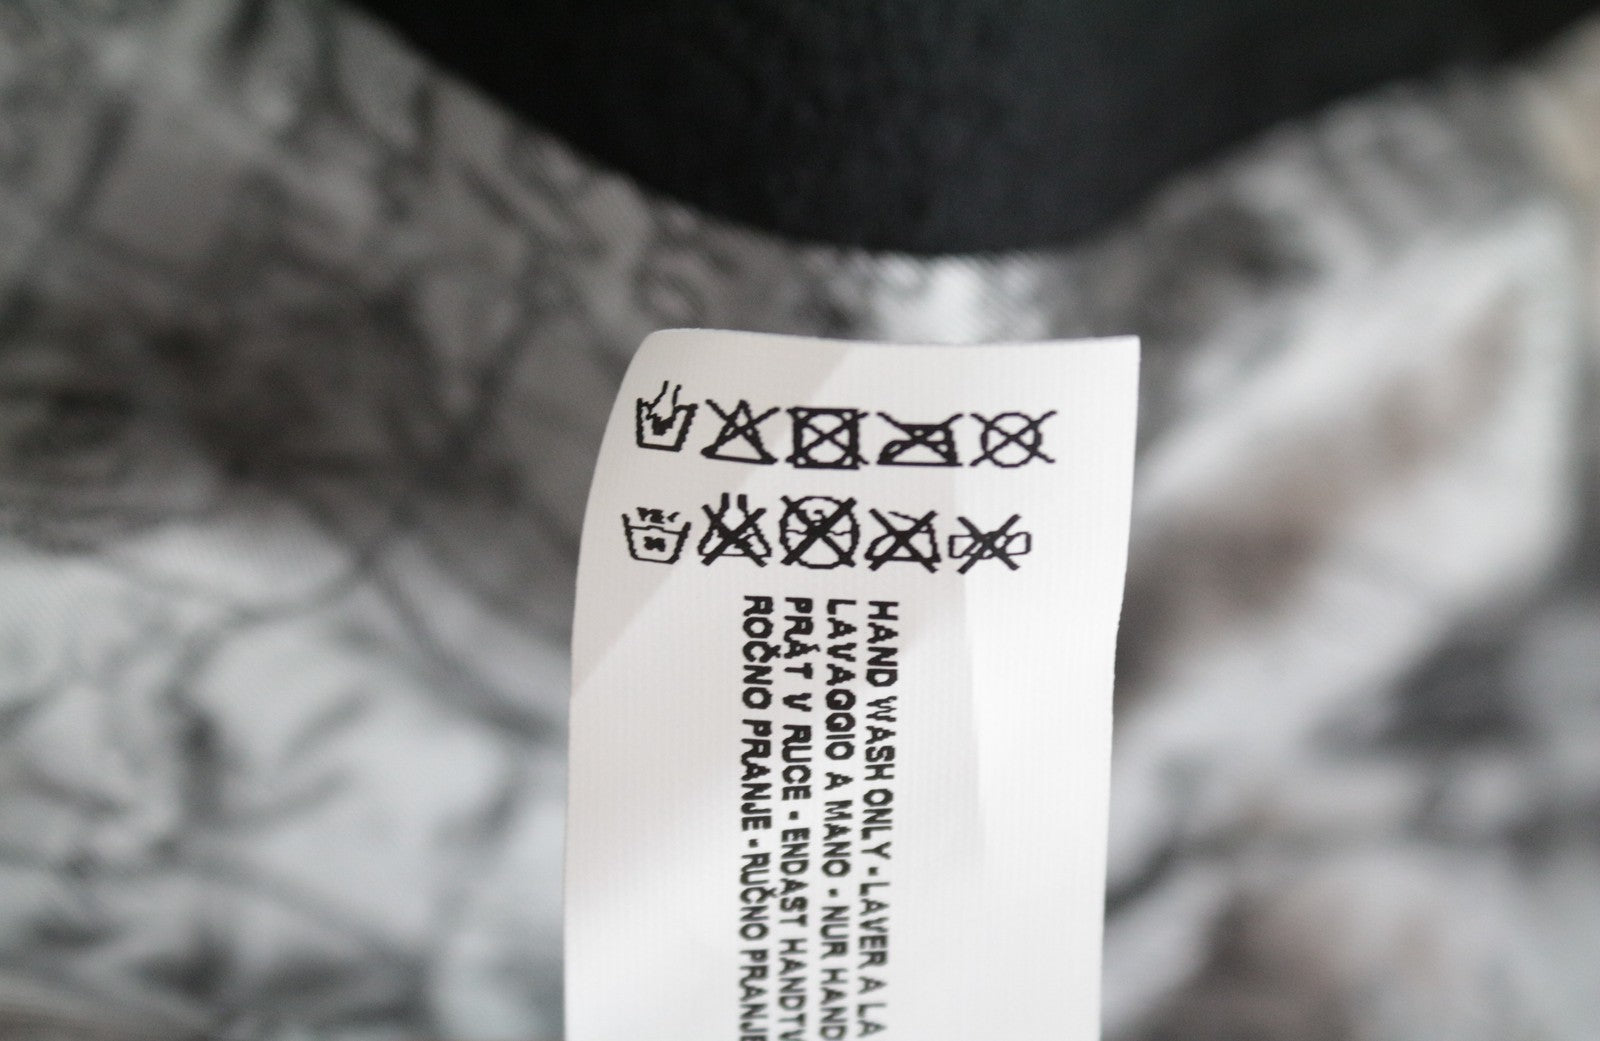 HAND WASH ONLY - LAVER A LA
LAVAGGIO A MANO - NUR HAND
PRÁT V RUCE - ENDAST HANDTV
ROČNO PRANJE - RUČNO PRANJE